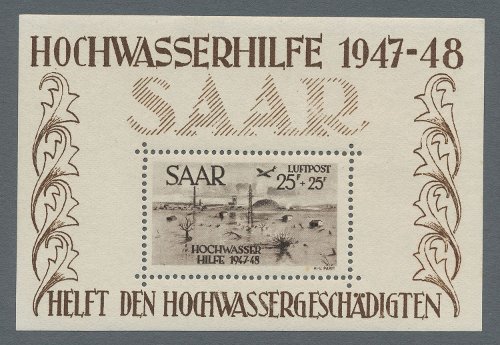 HOCHWASSERHILFE 1947-48
SAAR
SAAR
LUFTPOST
25F+25F
HOCHWASSER
HILFE 1947-48
HELFT DEN HOCHWASSERGESCHÄDIGTEN